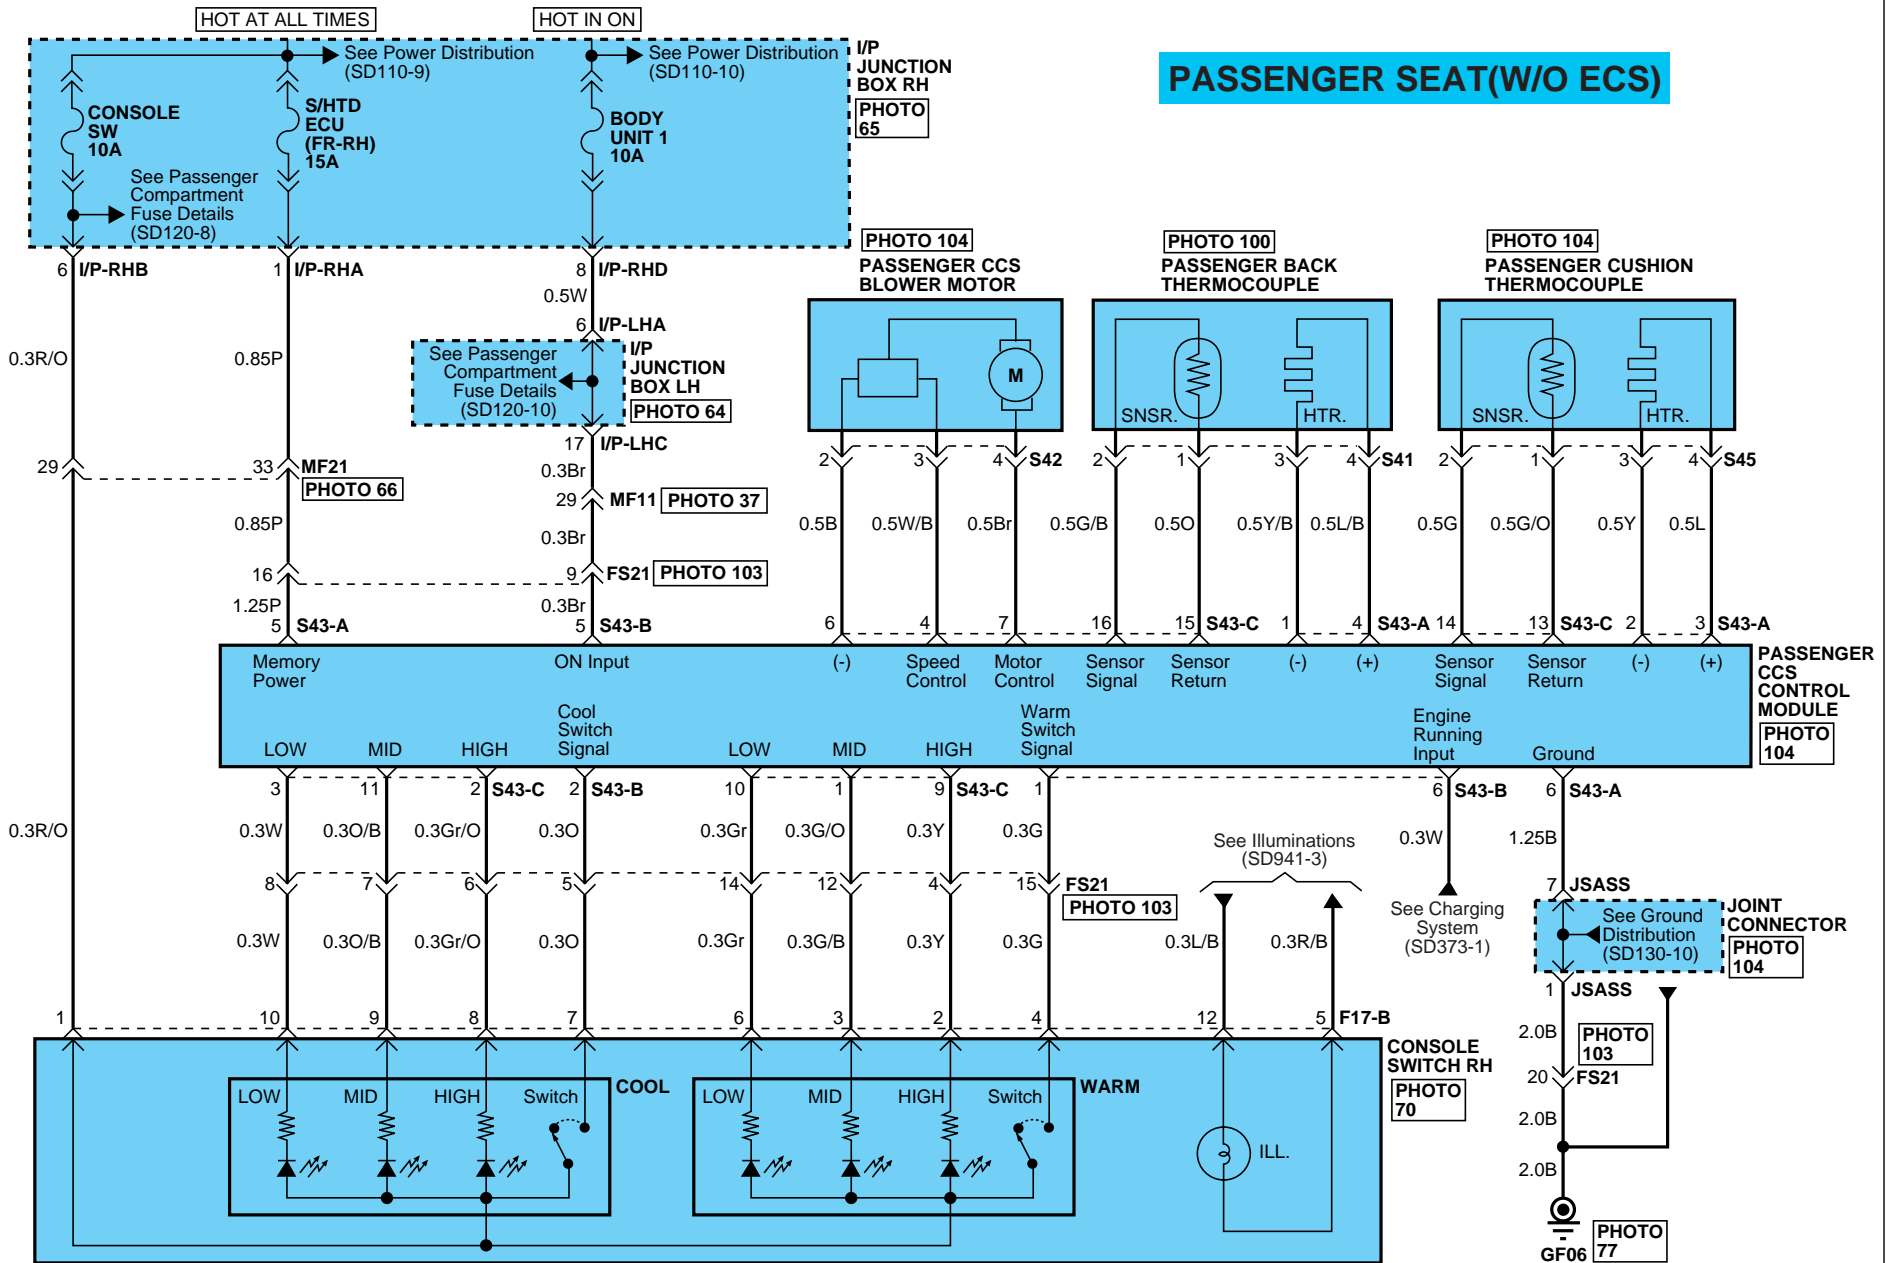 HOT AT ALL TIMES
HOT IN ON
PASSENGER SEAT(W/O ECS)
See Power Distribution
(SD110-9)
See Power Distribution
(SD110-10)
I/P
JUNCTION
BOX RH
PHOTO
65
CONSOLE
SW
10A
S/HTD
ECU
(FR-RH)
15A
BODY
UNIT 1
10A
See Passenger
Compartment
Fuse Details
(SD120-8)
6 I/P-RHB
1 I/P-RHA
8 I/P-RHD
0.5W
6 I/P-LHA
0.3R/O
0.85P
See Passenger
Compartment
Fuse Details
(SD120-10)
I/P
JUNCTION
BOX LH
PHOTO 64
17 I/P-LHC
0.3Br
29
33 MF21
PHOTO 66
29 MF11 PHOTO 37
0.85P
0.3Br
16
9 FS21 PHOTO 103
1.25P
0.3Br
5 S43-A
5 S43-B
PHOTO 104
PASSENGER CCS
BLOWER MOTOR
M
2 3 4 S42
0.5B 0.5W/B 0.5Br
6 4 7
PHOTO 100
PASSENGER BACK
THERMOCOUPLE
SNSR. HTR.
2 1 3 4 S41
0.5G/B 0.5O 0.5Y/B 0.5L/B
16 15 S43-C 1 4 S43-A
PHOTO 104
PASSENGER CUSHION
THERMOCOUPLE
SNSR. HTR.
2 1 3 4 S45
0.5G 0.5G/O 0.5Y 0.5L
14 13 S43-C 2 3 S43-A
Memory
Power
ON Input
(-)
Speed
Control
Motor
Control
Sensor
Signal
Sensor
Return
(-)
(+)
Sensor
Signal
Sensor
Return
(-)
(+)
PASSENGER
CCS
CONTROL
MODULE
PHOTO
104
LOW MID HIGH
Cool
Switch
Signal
LOW MID HIGH
Warm
Switch
Signal
Engine
Running
Input
Ground
3 11 2 S43-C 2 S43-B 10 1 9 S43-C 1 6 S43-B 6 S43-A
0.3R/O 0.3W 0.3O/B 0.3Gr/O 0.3O 0.3Gr 0.3G/O 0.3Y 0.3G 0.3W 1.25B
See Illuminations
(SD941-3)
8 7 6 5 14 12 4 15 FS21
PHOTO 103
See Charging
System
(SD373-1)
7 JSASS
See Ground
Distribution
(SD130-10)
JOINT
CONNECTOR
PHOTO
104
1 JSASS
0.3W 0.3O/B 0.3Gr/O 0.3O 0.3Gr 0.3G/B 0.3Y 0.3G 0.3L/B 0.3R/B
1 10 9 8 7 6 3 2 4 12 5 F17-B
2.0B
PHOTO
103
20 FS21
2.0B
2.0B
GF06
PHOTO
77
CONSOLE
SWITCH RH
PHOTO
70
LOW MID HIGH Switch COOL
LOW MID HIGH Switch WARM
ILL.